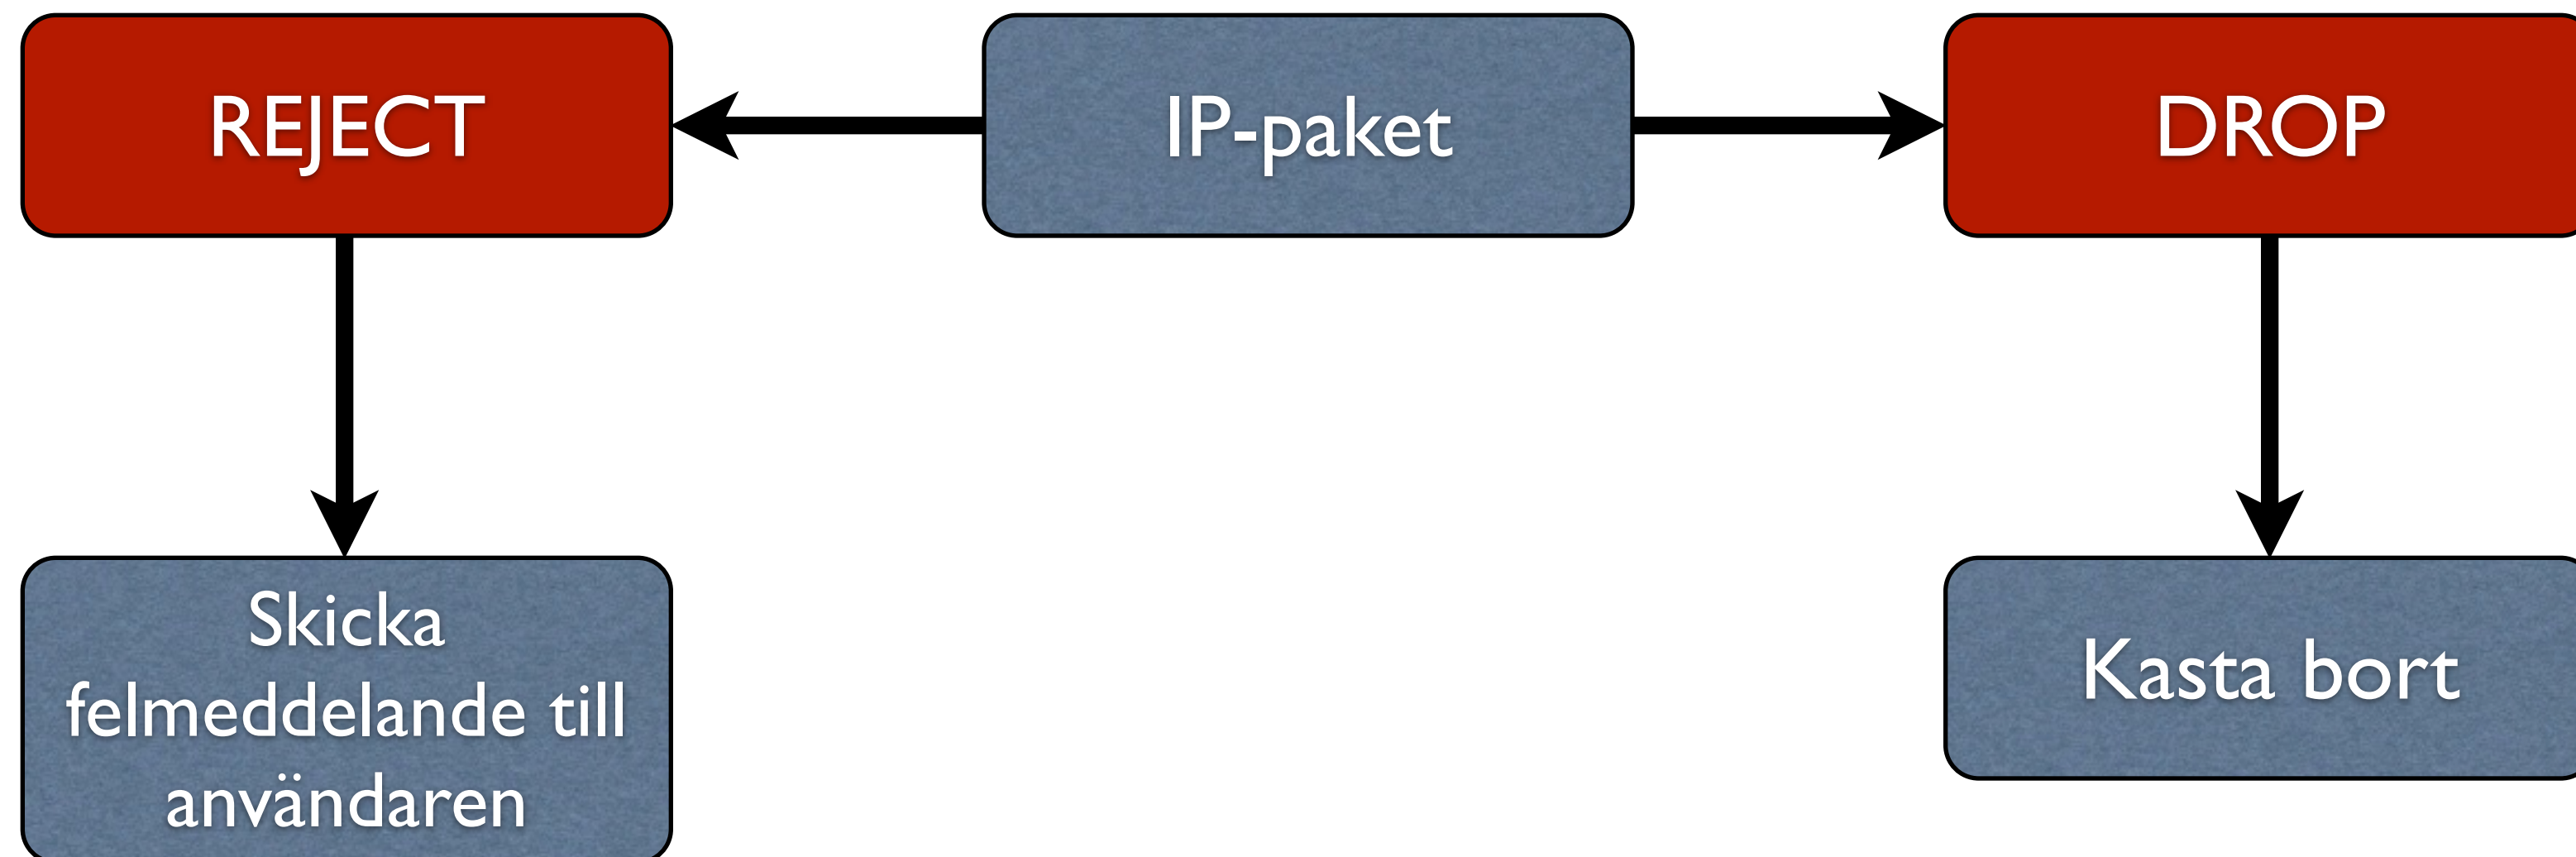 REJECT
IP-paket
DROP
Skicka
felmeddelande till
användaren
Kasta bort